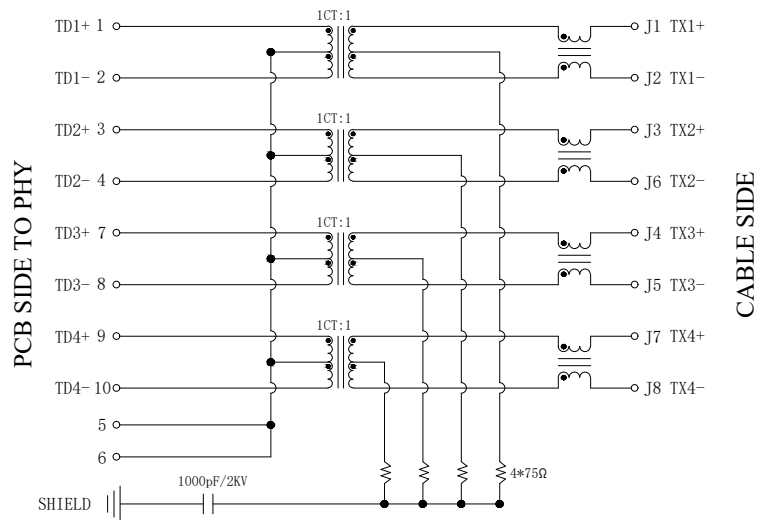 1CT:1
TD1+ 1
J1 TX1+
TD1- 2
J2 TX1-
1CT:1
TD2+ 3
J3 TX2+
TD2- 4
J6 TX2-
1CT:1
TD3+ 7
J4 TX3+
TD3- 8
J5 TX3-
1CT:1
TD4+ 9
J7 TX4+
TD4- 10
J8 TX4-
5
6
4*75Ω
1000pF/2KV
SHIELD
PCB SIDE TO PHY
CABLE SIDE